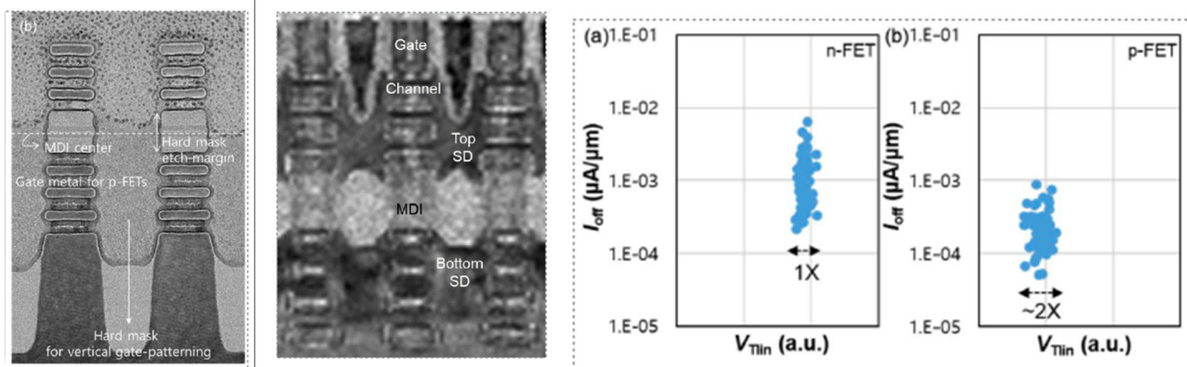 (b)
MDI center
Hard mask
etch-margin
Gate metal for p-FETs
Hard mask
for vertical gate-patterning
Gate
Channel
Top
SD
MDI
Bottom
SD
(a)
n-FET
1.E-01
1.E-02
1.E-03
1.E-04
1.E-05
Ioff (μA/μm)
1X
VTlin (a.u.)
(b)
p-FET
1.E-01
1.E-02
1.E-03
1.E-04
1.E-05
Ioff (μA/μm)
~2X
VTlin (a.u.)